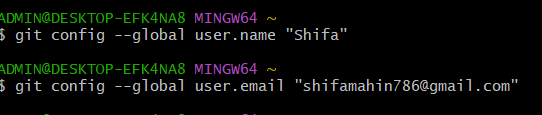 ADMIN@DESKTOP-EFK4NA8 MINGW64 ~
$ git config --global user.name "Shifa"
ADMIN@DESKTOP-EFK4NA8 MINGW64 ~
$ git config --global user.email "shifamahin786@gmail.com"